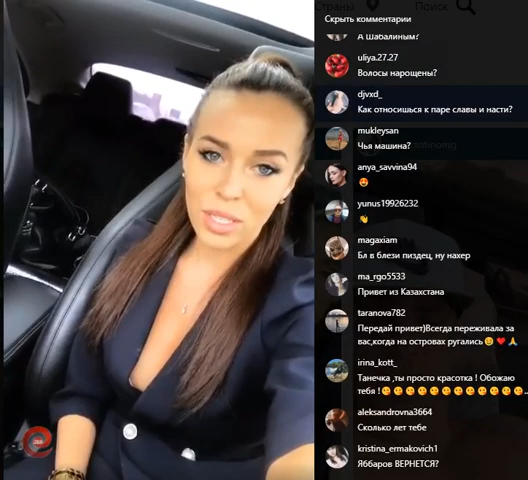 Страны
Поиск
Скрыть комментарии
А Шабалиным?
uliya.27.27
Волосы нарощены?
djvxd_
Как относишься к паре славы и насти?
mukleysan
Чья машина?
anya_savvina94
😍
yunus19926232
👏
magaxiam
Бл в блези пиздец, ну нахер
ma_rgo5533
Привет из Казахстана
taranova782
Передай привет)Всегда переживала за
вас,когда на островах ругались😉❤️🙏
irina_kott_
Танечка ,ты просто красотка ! Обожаю
тебя !😘😘😘😘😘😘😘😘😘😘😘😘...
aleksandrovna3664
Сколько лет тебе
kristina_ermakovich1
Яббаров ВЕРНЕТСЯ?